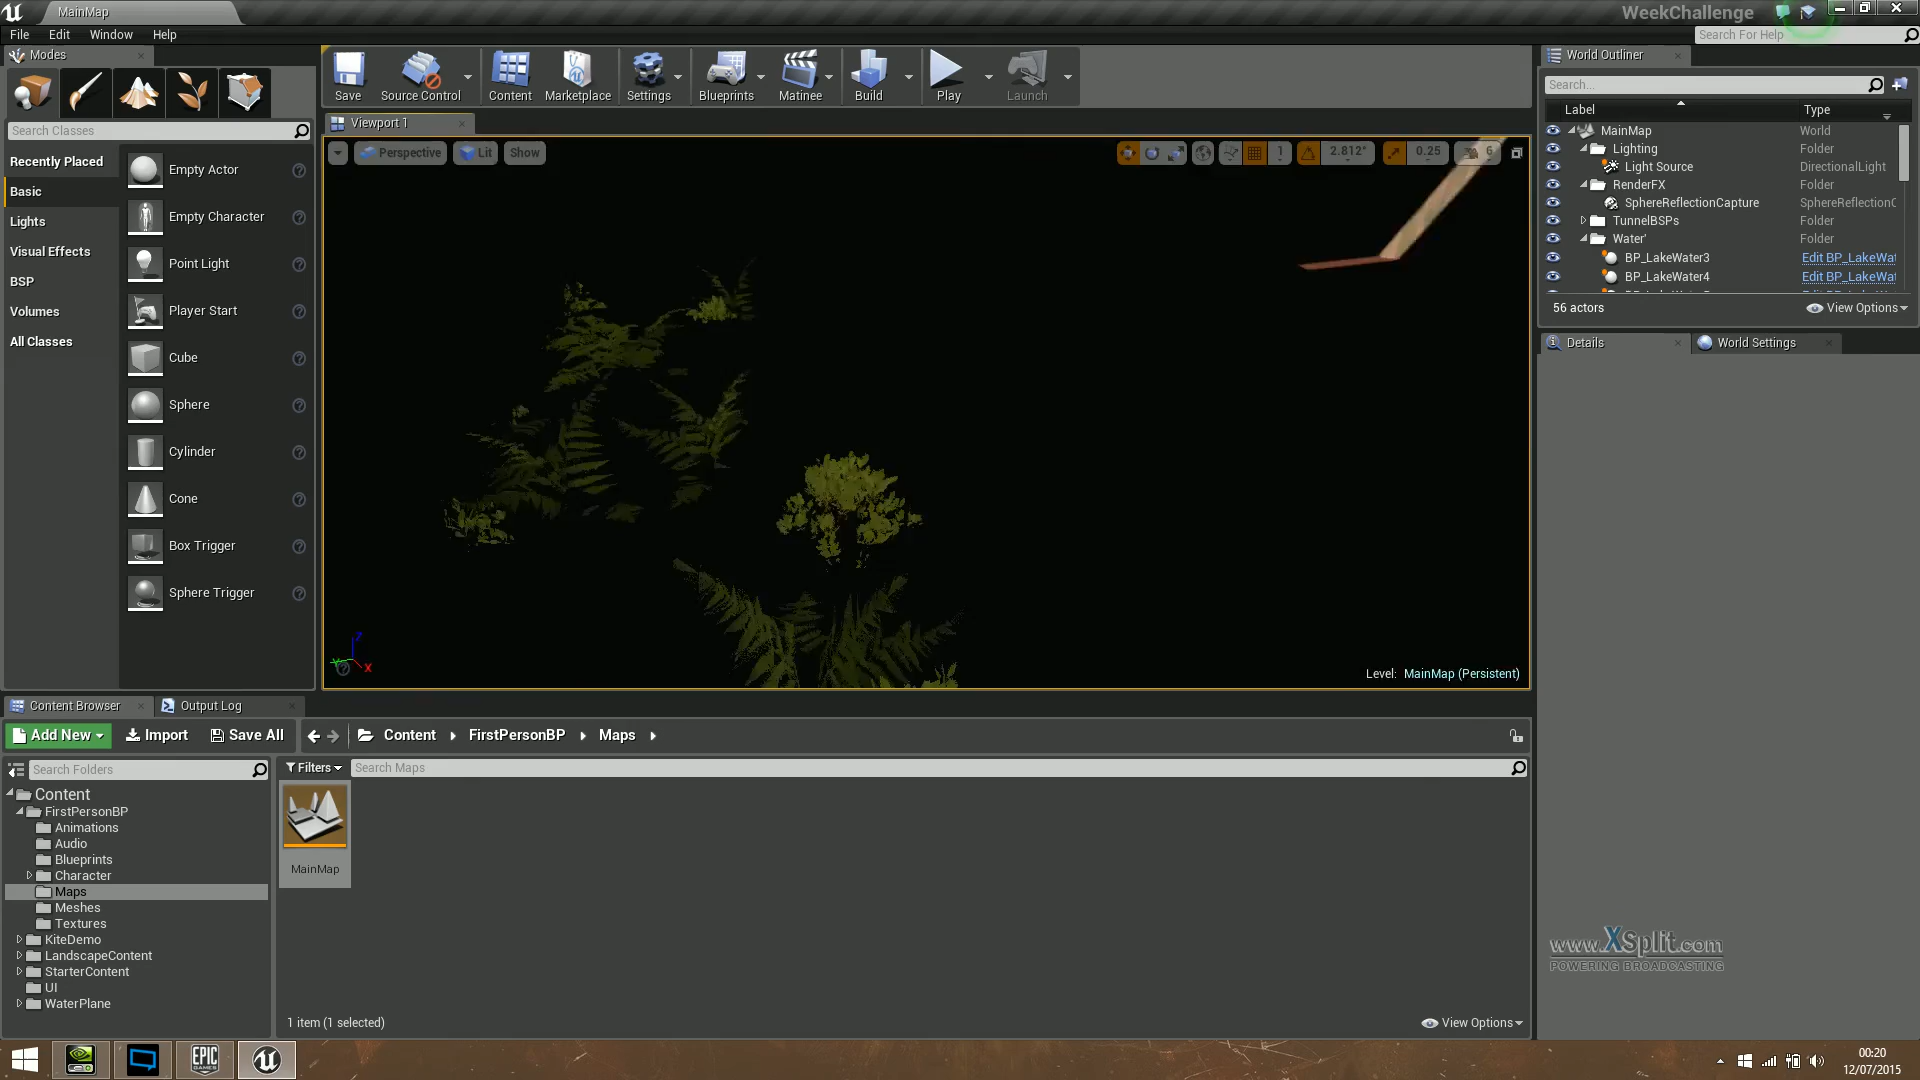 MainMap
WeekChallenge
File Edit Window Help
Search For Help
Modes
Search Classes
Recently Placed
Basic
Lights
Visual Effects
BSP
Volumes
All Classes
Empty Actor
Empty Character
Point Light
Player Start
Cube
Sphere
Cylinder
Cone
Box Trigger
Sphere Trigger
Save Source Control Content Marketplace Settings Blueprints Matinee Build Play Launch
Viewport 1
Perspective Lit Show
1 2.812° 0.25 6
Z
Y
X
Level: MainMap (Persistent)
World Outliner
Search...
Label Type
MainMap World
Lighting Folder
Light Source DirectionalLight
RenderFX Folder
SphereReflectionCapture SphereReflectionC
TunnelBSPs Folder
Water' Folder
BP_LakeWater3 Edit BP_LakeWat
BP_LakeWater4 Edit BP_LakeWat
56 actors View Options
Details World Settings
Content Browser Output Log
Add New Import Save All Content FirstPersonBP Maps
Search Folders
Filters Search Maps
Content
FirstPersonBP
Animations
Audio
Blueprints
Character
Maps
Meshes
Textures
KiteDemo
LandscapeContent
StarterContent
UI
WaterPlane
MainMap
1 item (1 selected) View Options
www.XSplit.com
POWERING BROADCASTING
EPIC
GAMES
00:20
12/07/2015